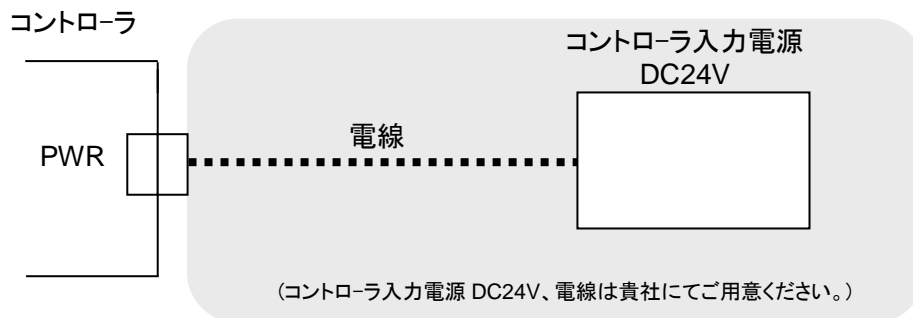 コントローラ
コントローラ入力電源
DC24V
電線
PWR
(コントローラ入力電源 DC24V、電線は貴社にてご用意ください。)